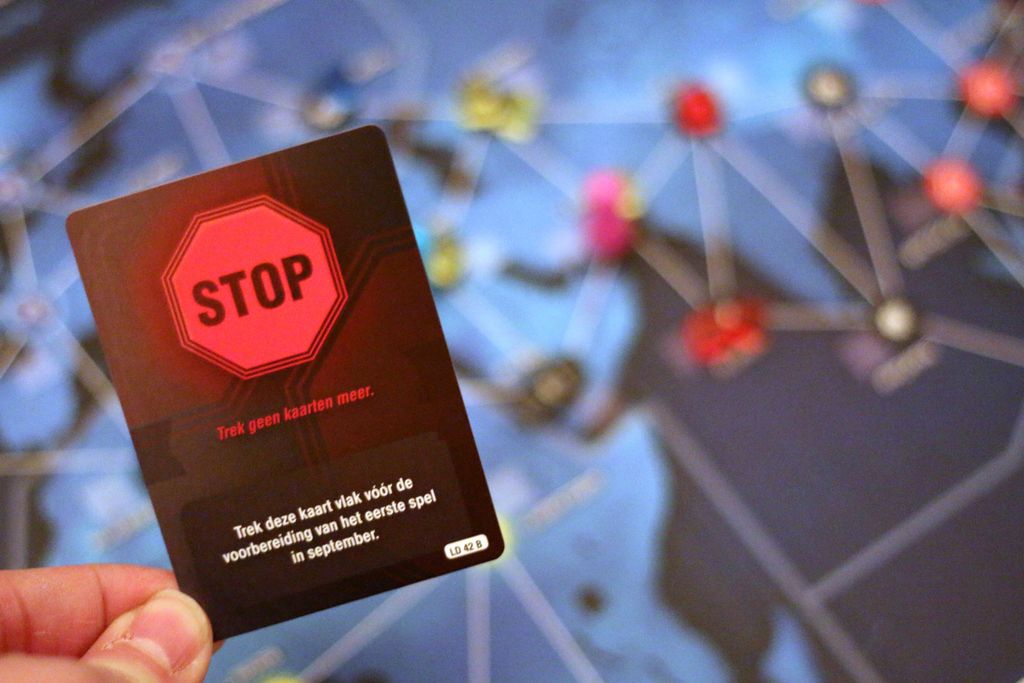 STOP
Trek geen kaarten meer.
Trek deze kaart vlak vóór de
voorbereiding van het eerste spel
in september.
LD 42 B